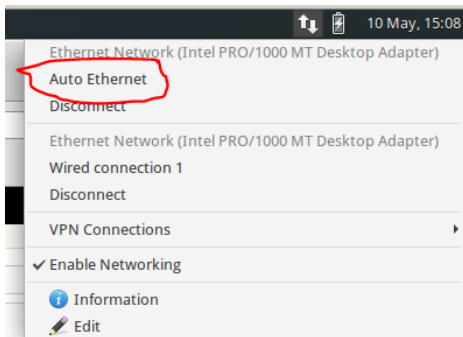 10 May, 15:08
Ethernet Network (Intel PRO/1000 MT Desktop Adapter)
Auto Ethernet
Disconnect
Ethernet Network (Intel PRO/1000 MT Desktop Adapter)
Wired connection 1
Disconnect
VPN Connections
Enable Networking
Information
Edit